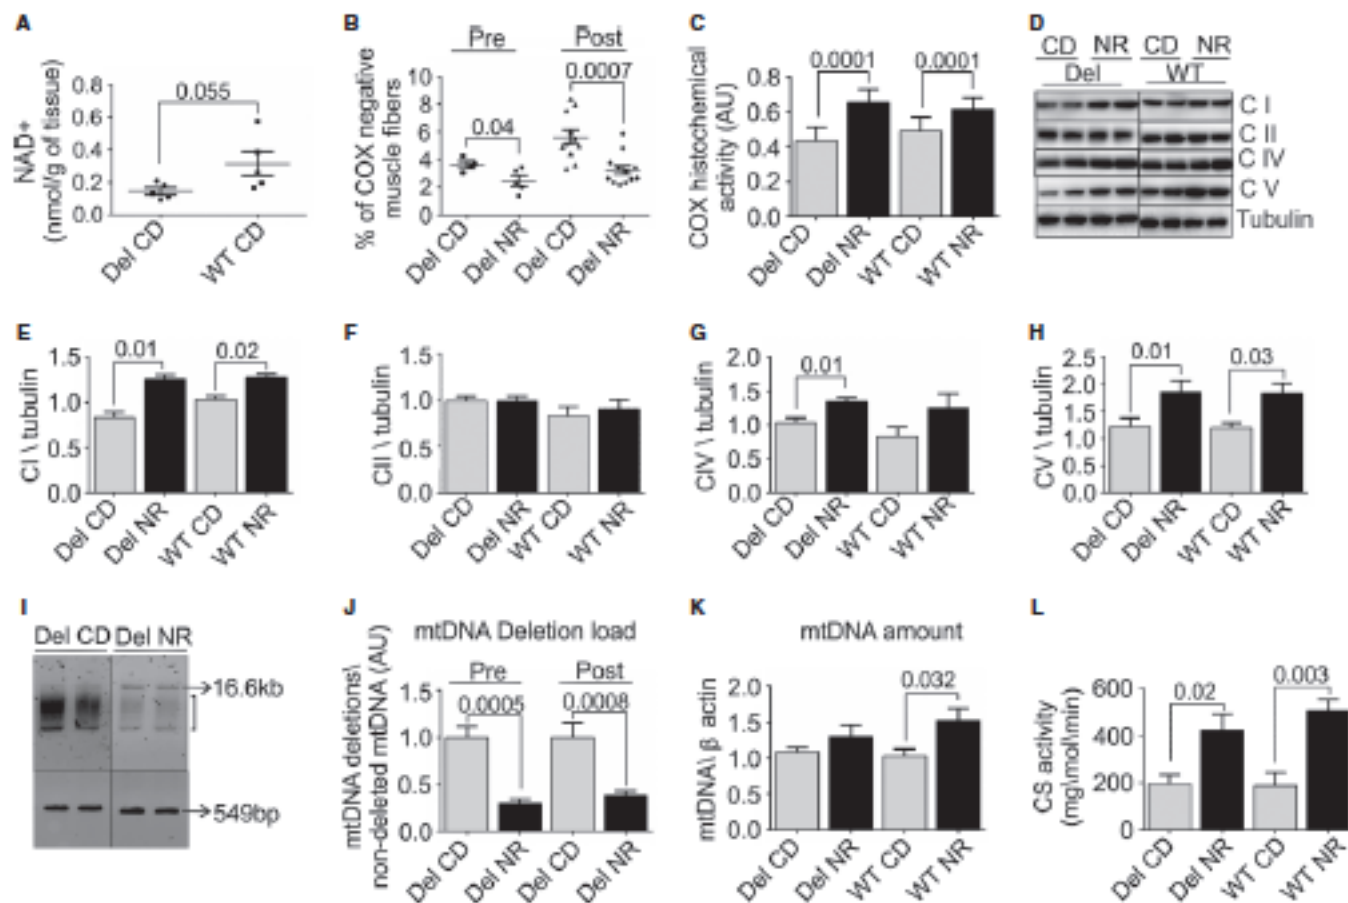 A
NAD+
(nmol/g of tissue)
0.8
0.6
0.4
0.2
0.0
0.055
Del CD
WT CD
B
Pre
Post
% of COX negative
muscle fibers
10
8
6
4
2
0
0.04
0.0007
Del CD
Del NR
Del CD
Del NR
C
COX histochemical
activity (AU)
0.8
0.6
0.4
0.2
0.0
0.0001
0.0001
Del CD
Del NR
WT CD
WT NR
D
CD NR CD NR
Del WT
C I
C II
C IV
C V
Tubulin
E
CI \ tubulin
1.5
1.0
0.5
0.0
0.01
0.02
Del CD
Del NR
WT CD
WT NR
F
CII \ tubulin
1.5
1.0
0.5
0.0
Del CD
Del NR
WT CD
WT NR
G
CIV \ tubulin
2.0
1.5
1.0
0.5
0.0
0.01
Del CD
Del NR
WT CD
WT NR
H
CV \ tubulin
2.5
2.0
1.5
1.0
0.5
0.0
0.01
0.03
Del CD
Del NR
WT CD
WT NR
I
Del CD Del NR
16.6kb
549bp
J
mtDNA Deletion load
Pre
Post
mtDNA deletions\
non-deleted mtDNA (AU)
1.5
1.0
0.5
0.0
0.0005
0.0008
Del CD
Del NR
Del CD
Del NR
K
mtDNA amount
mtDNA\ β actin
2.0
1.5
1.0
0.5
0.0
0.032
Del CD
Del NR
WT CD
WT NR
L
CS activity
(mg\mol\min)
600
400
200
0
0.02
0.003
Del CD
Del NR
WT CD
WT NR